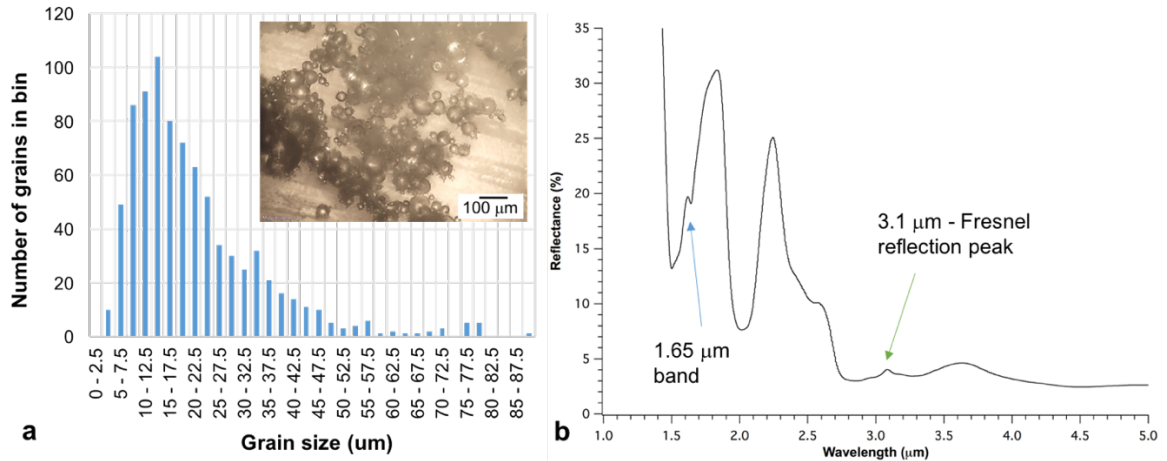 120
100
80
60
40
20
0
Number of grains in bin
100 μm
0 - 2.5
5 - 7.5
10 - 12.5
15 - 17.5
20 - 22.5
25 - 27.5
30 - 32.5
35 - 37.5
40 - 42.5
45 - 47.5
50 - 52.5
55 - 57.5
60 - 62.5
65 - 67.5
70 - 72.5
75 - 77.5
80 - 82.5
85 - 87.5
a
Grain size (um)
35
30
25
20
15
10
5
0
Reflectance (%)
3.1 μm - Fresnel
reflection peak
1.65 μm
band
1.0
1.5
2.0
2.5
3.0
3.5
4.0
4.5
5.0
b
Wavelength (μm)